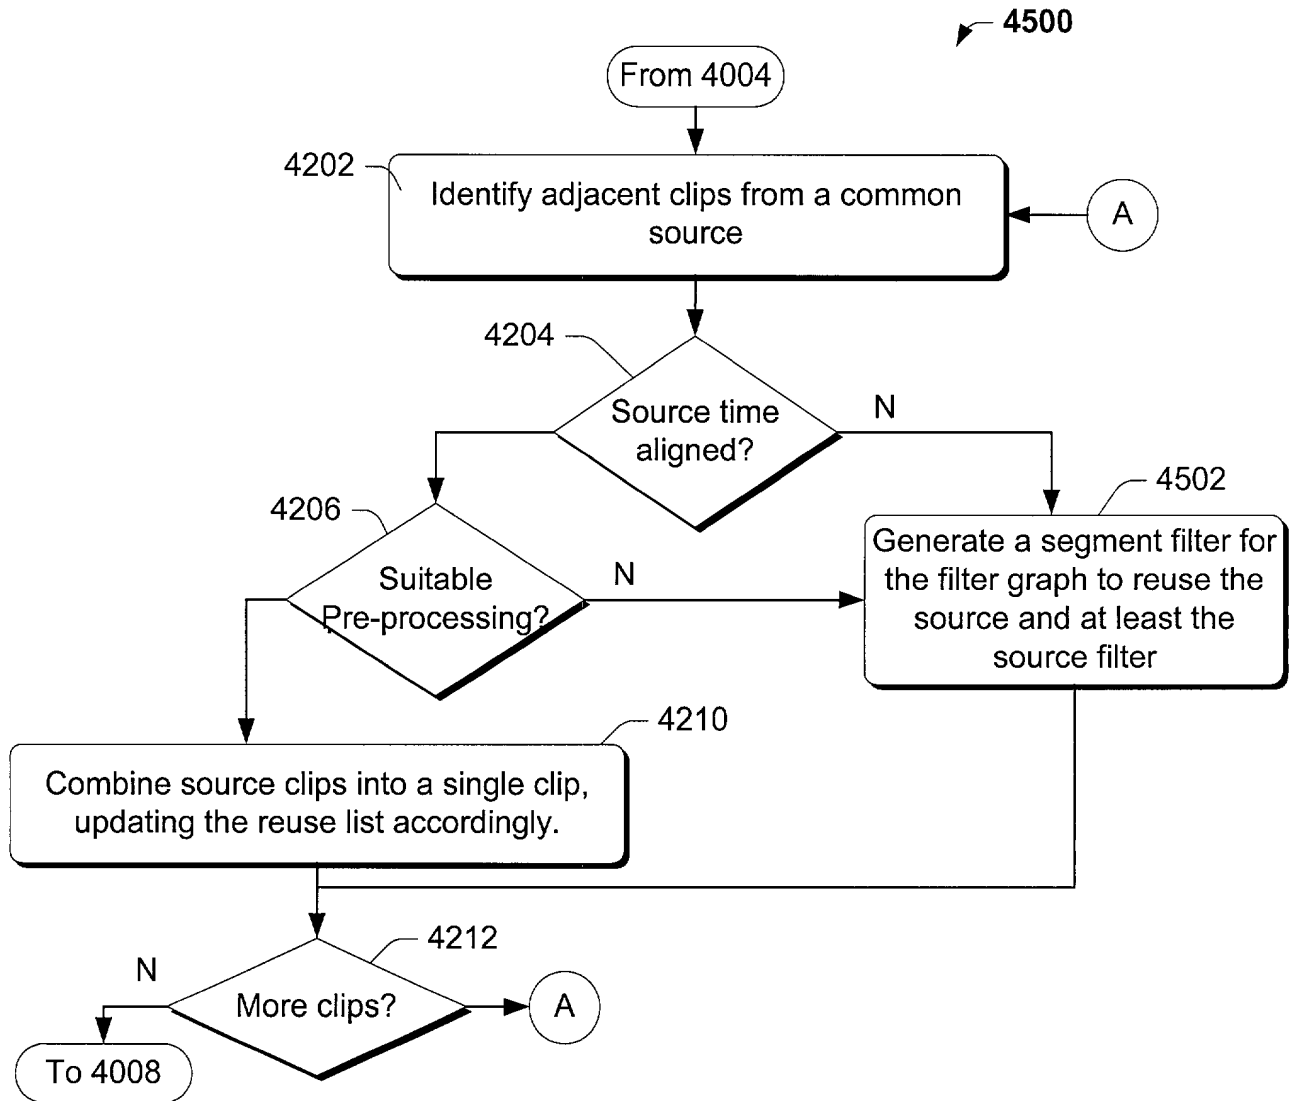 4500
From 4004
4202
Identify adjacent clips from a common
source
A
4204
Source time
aligned?
N
4206
Suitable
Pre-processing?
N
4502
Generate a segment filter for
the filter graph to reuse the
source and at least the
source filter
4210
Combine source clips into a single clip,
updating the reuse list accordingly.
4212
N
More clips?
A
To 4008